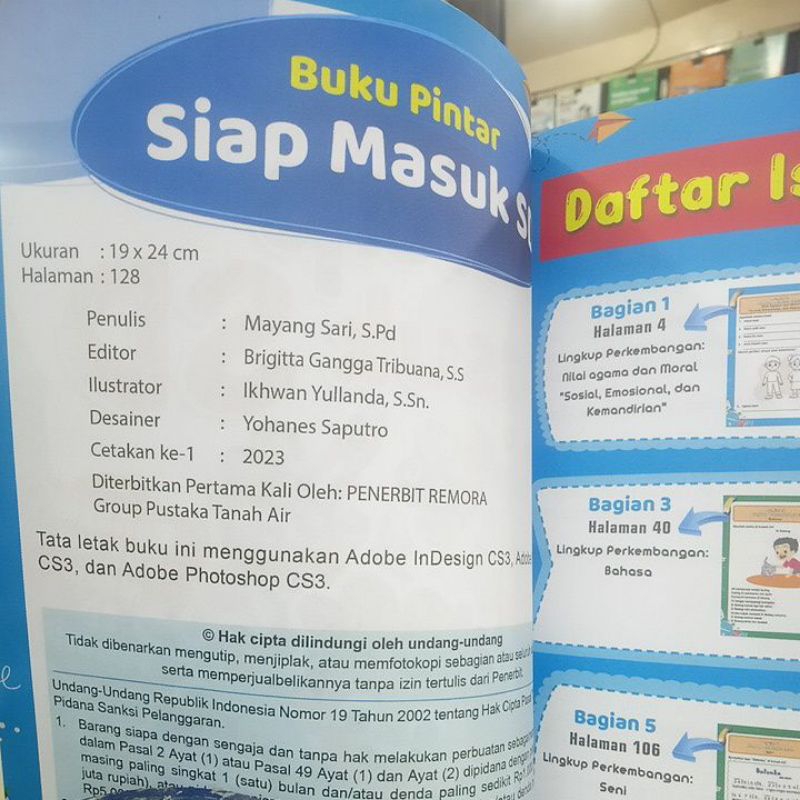 Buku Pintar
Siap Masuk
Ukuran : 19 x 24 cm
Halaman : 128
Penulis : Mayang Sari, S.Pd
Editor : Brigitta Gangga Tribuana, S.S
Ilustrator : Ikhwan Yullanda, S.Sn.
Desainer : Yohanes Saputro
Cetakan ke-1 : 2023
Diterbitkan Pertama Kali Oleh: PENERBIT REMORA
Group Pustaka Tanah Air
Tata letak buku ini menggunakan Adobe InDesign CS3,
CS3, dan Adobe Photoshop CS3.
© Hak cipta dilindungi oleh undang-undang
Tidak dibenarkan mengutip, menjiplak, atau memfotokopi sebagian atau
serta memperjualbelikannya tanpa izin tertulis dari Penerbit.
Undang-Undang Republik Indonesia Nomor 19 Tahun 2002 tentang Hak Cipta
Pidana Sanksi Pelanggaran.
1. Barang siapa dengan sengaja dan tanpa hak melakukan perbuatan
dalam Pasal 2 Ayat (1) atau Pasal 49 Ayat (1) dan Ayat (2) dipidana dengan
masing paling singkat 1 (satu) bulan dan/atau denda paling sedikit
juta rupiah), atau
Daftar
Bagian 1
Halaman 4
Lingkup Perkembangan:
Nilai agama dan Moral
"Sosial, Emosional, dan
Kemandirian"
Bagian 3
Halaman 40
Lingkup Perkembangan:
Bahasa
Bagian 5
Halaman 106
Lingkup Perkembangan:
Seni